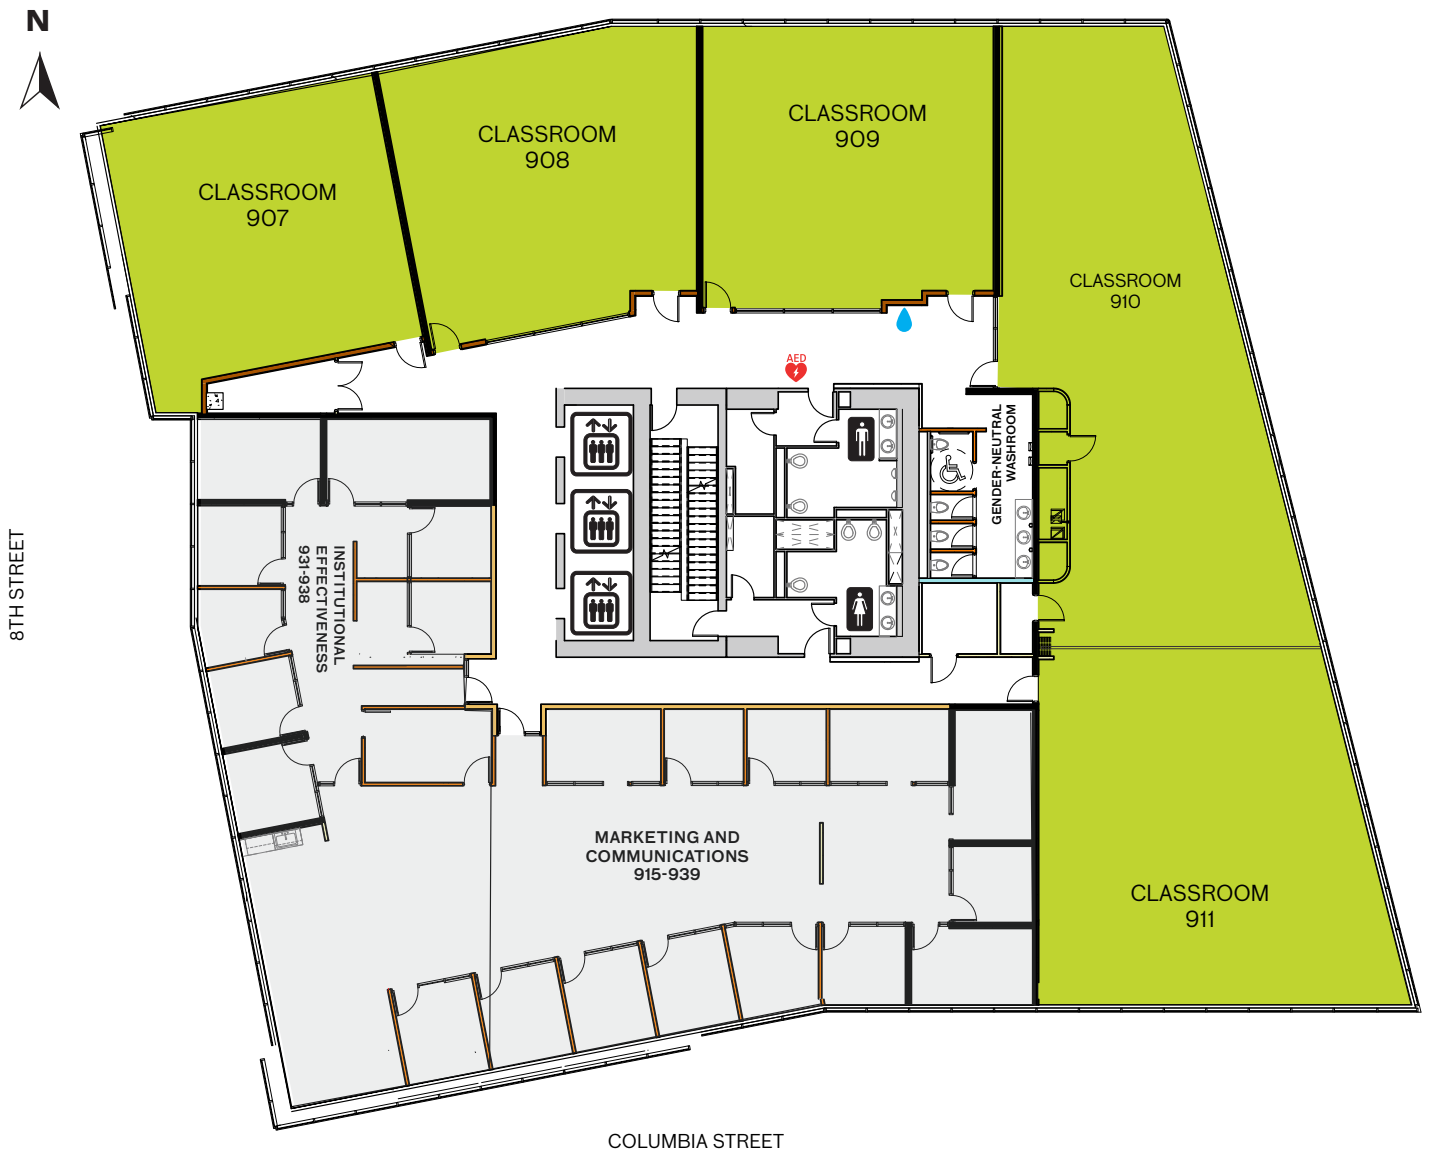 N
CLASSROOM
907
CLASSROOM
908
CLASSROOM
909
CLASSROOM
910
AED
GENDER-NEUTRAL
WASHROOM
INSTITUTIONAL
EFFECTIVENESS
931-938
8TH STREET
MARKETING AND
COMMUNICATIONS
915-939
CLASSROOM
911
COLUMBIA STREET